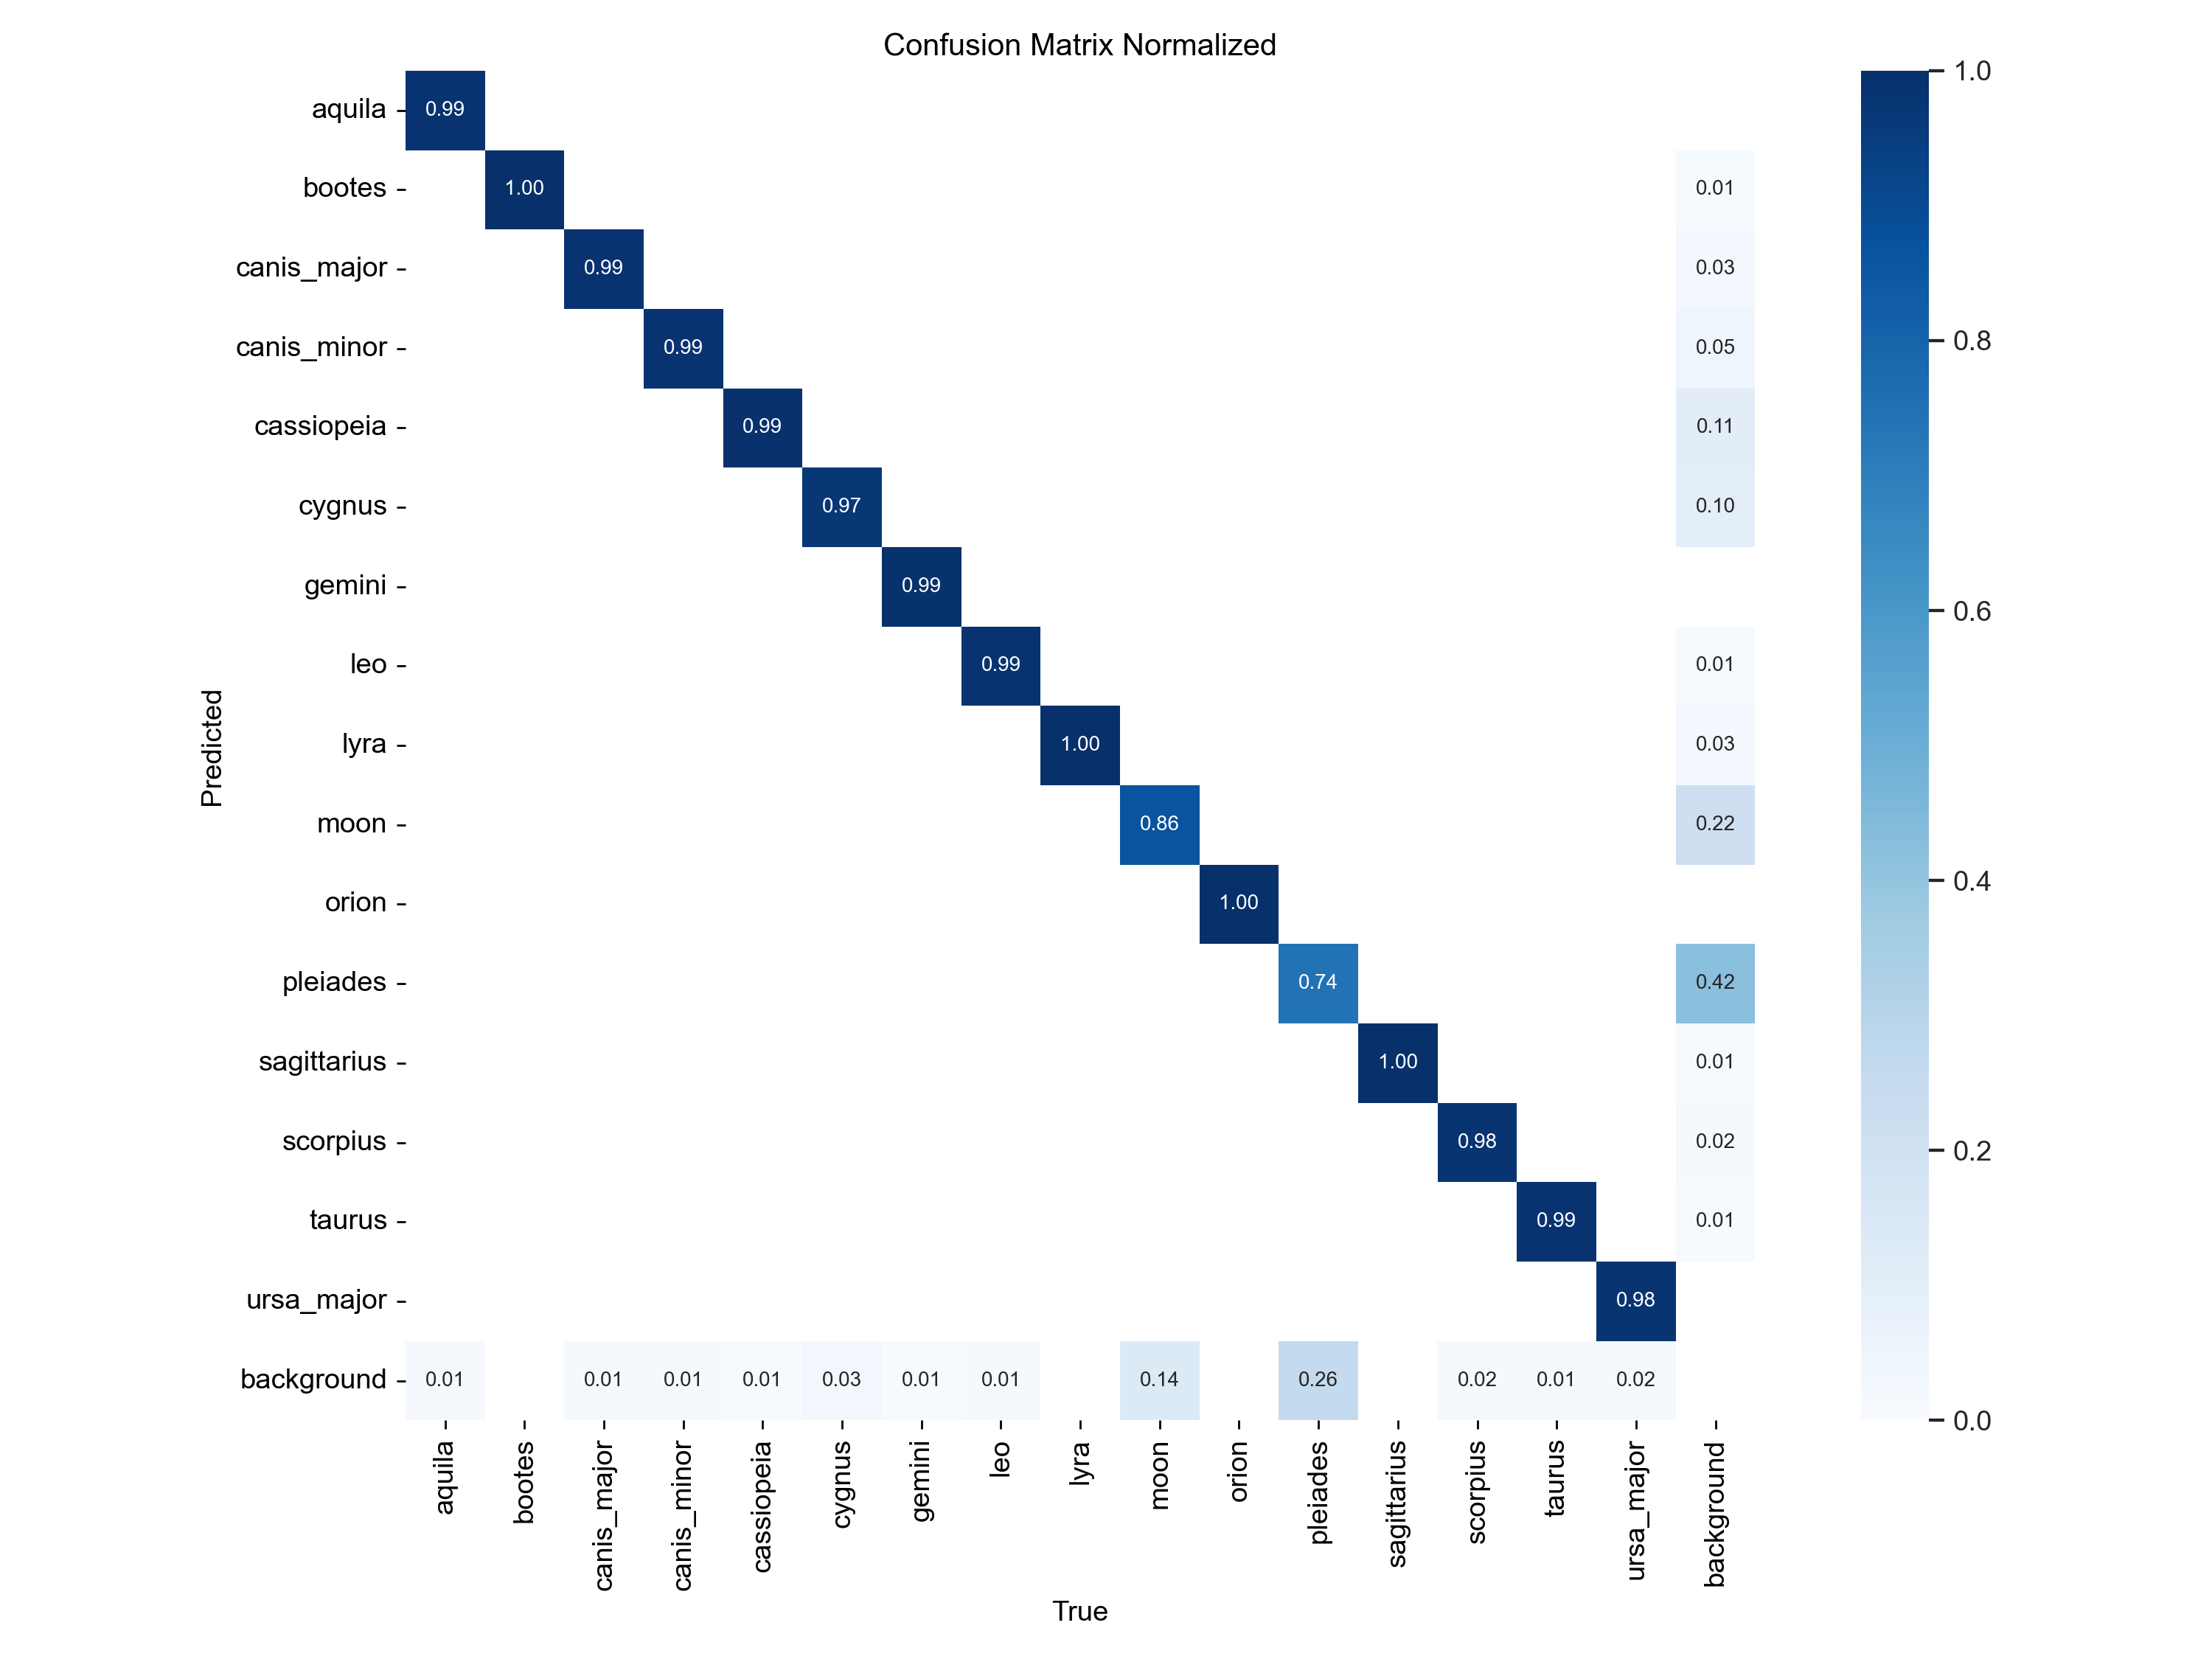 Confusion Matrix Normalized
Predicted
aquila 0.99
bootes 1.00 0.01
canis_major 0.99 0.03
canis_minor 0.99 0.05
cassiopeia 0.99 0.11
cygnus 0.97 0.10
gemini 0.99
leo 0.99 0.01
lyra 1.00 0.03
moon 0.86 0.22
orion 1.00
pleiades 0.74 0.42
sagittarius 1.00 0.01
scorpius 0.98 0.02
taurus 0.99 0.01
ursa_major 0.98
background 0.01 0.01 0.01 0.01 0.03 0.01 0.01 0.14 0.26 0.02 0.01 0.02
aquila
bootes
canis_major
canis_minor
cassiopeia
cygnus
gemini
leo
lyra
moon
orion
pleiades
sagittarius
scorpius
taurus
ursa_major
background
True
1.0
0.8
0.6
0.4
0.2
0.0